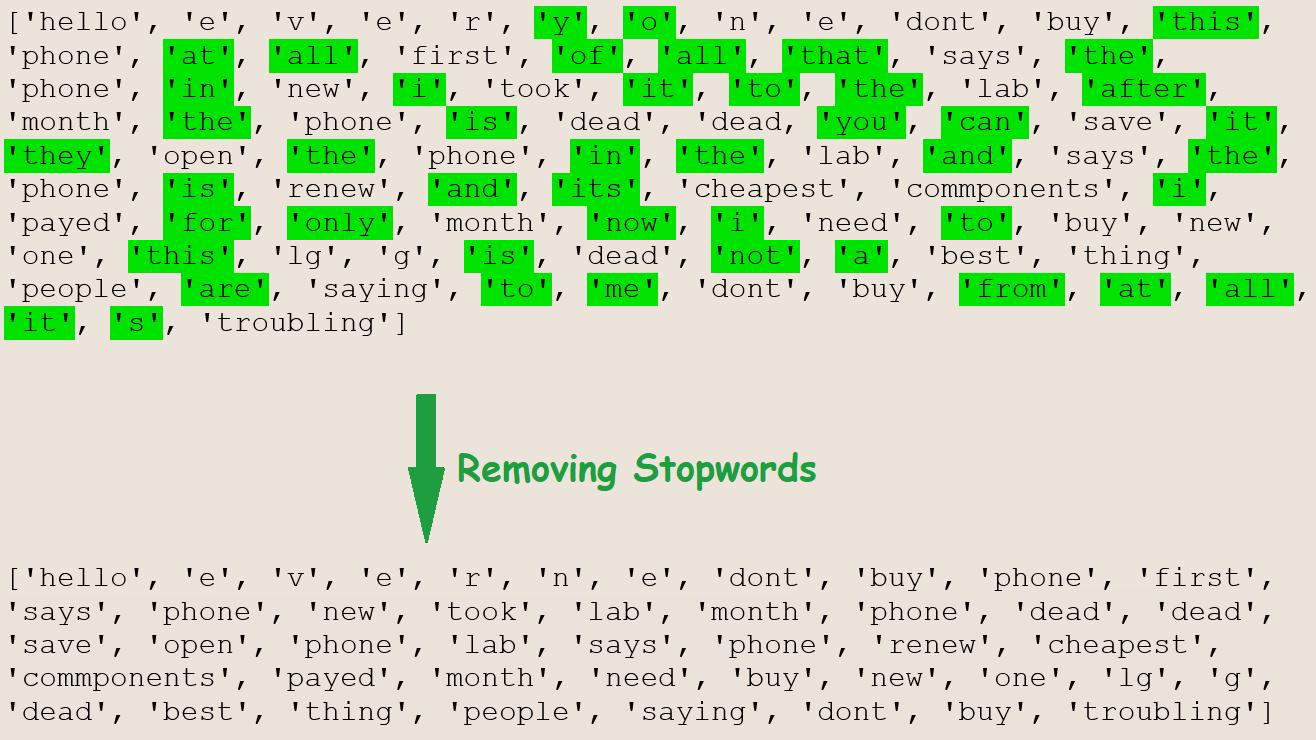 ['hello', 'e', 'v', 'e', 'r', 'y', 'o', 'n', 'e', 'dont', 'buy', 'this',
'phone', 'at', 'all', 'first', 'of', 'all', 'that', 'says', 'the',
'phone', 'in', 'new', 'i', 'took', 'it', 'to', 'the', 'lab', 'after',
'month', 'the', 'phone', 'is', 'dead', 'dead, 'you', 'can', 'save', 'it',
'they', 'open', 'the', 'phone', 'in', 'the', 'lab', 'and', 'says', 'the',
'phone', 'is', 'renew', 'and', 'its', 'cheapest', 'commponents', 'i',
'payed', 'for', 'only', 'month', 'now', 'i', 'need', 'to', 'buy', 'new',
'one', 'this', 'lg', 'g', 'is', 'dead', 'not', 'a', 'best', 'thing',
'people', 'are', 'saying', 'to', 'me', 'dont', 'buy', 'from', 'at', 'all',
'it', 's', 'troubling']
Removing Stopwords
['hello', 'e', 'v', 'e', 'r', 'n', 'e', 'dont', 'buy', 'phone', 'first',
'says', 'phone', 'new', 'took', 'lab', 'month', 'phone', 'dead', 'dead',
'save', 'open', 'phone', 'lab', 'says', 'phone', 'renew', 'cheapest',
'commponents', 'payed', 'month', 'need', 'buy', 'new', 'one', 'lg', 'g',
'dead', 'best', 'thing', 'people', 'saying', 'dont', 'buy', 'troubling']